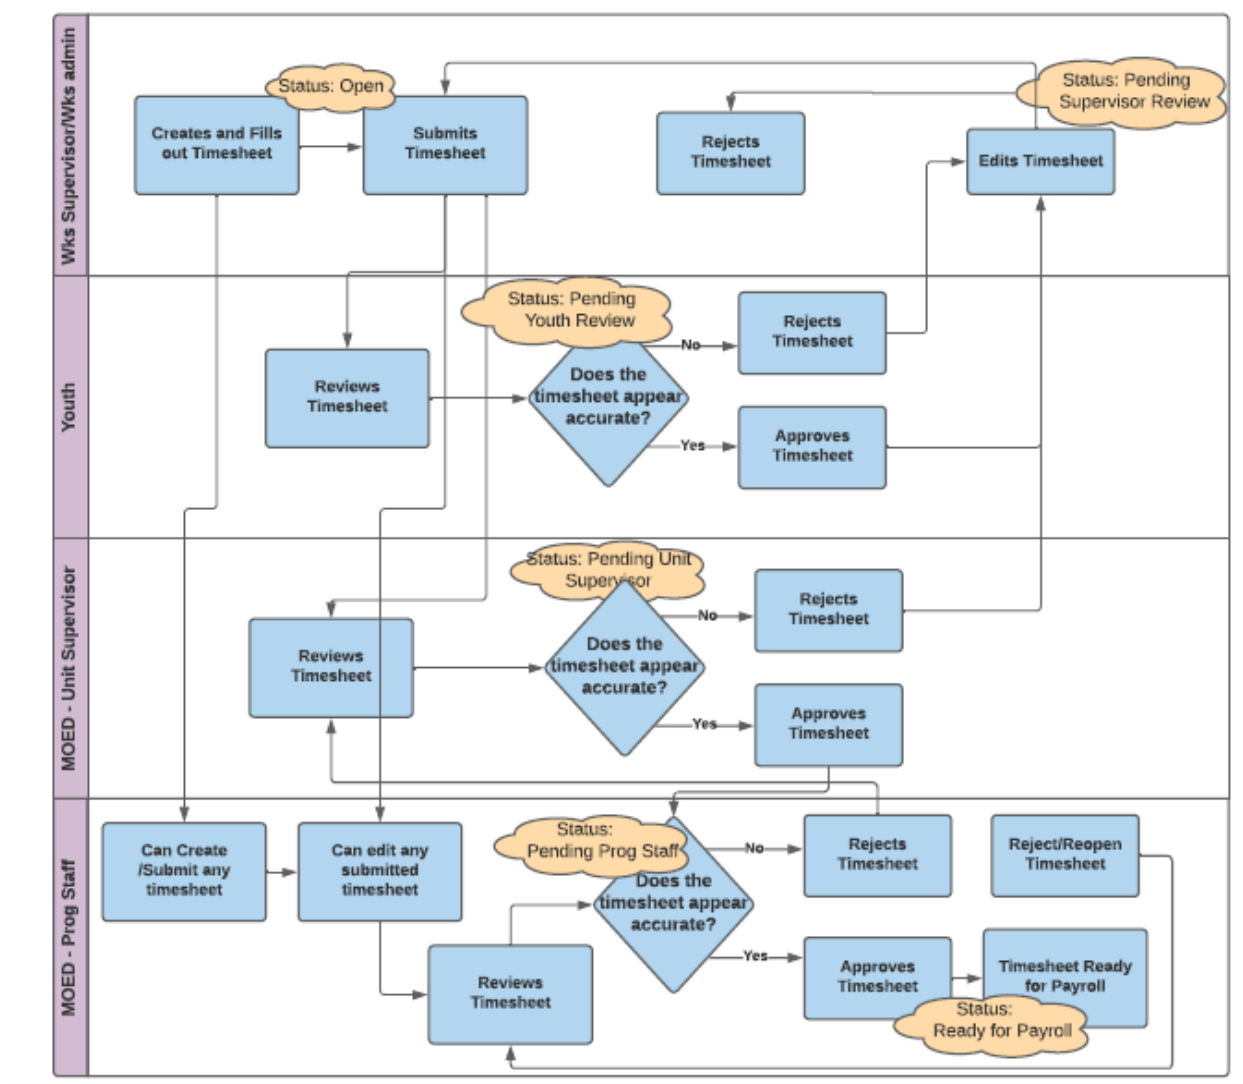 Wks Supervisor/Wks admin
Status: Open
Creates and Fills
out Timesheet
Submits
Timesheet
Rejects
Timesheet
Status: Pending
Supervisor Review
Edits Timesheet
Youth
Status: Pending
Youth Review
Reviews
Timesheet
Does the
timesheet appear
accurate?
No
Rejects
Timesheet
Yes
Approves
Timesheet
MOED - Unit Supervisor
Status: Pending Unit
Supervisor
Reviews
Timesheet
Does the
timesheet appear
accurate?
No
Rejects
Timesheet
Yes
Approves
Timesheet
MOED - Prog Staff
Can Create
/Submit any
timesheet
Can edit any
submitted
timesheet
Status:
Pending Prog Staff
Does the
timesheet appear
accurate?
No
Rejects
Timesheet
Reject/Reopen
Timesheet
Reviews
Timesheet
Yes
Approves
Timesheet
Timesheet Ready
for Payroll
Status:
Ready for Payroll